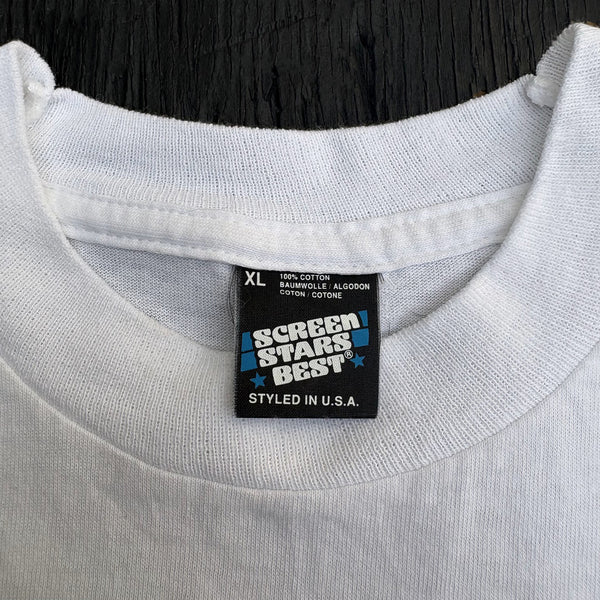 XL
100% COTTON
BAUMWOLLE / ALGODON
COTON / COTONE
SCREEN
STARS
BEST®
STYLED IN U.S.A.